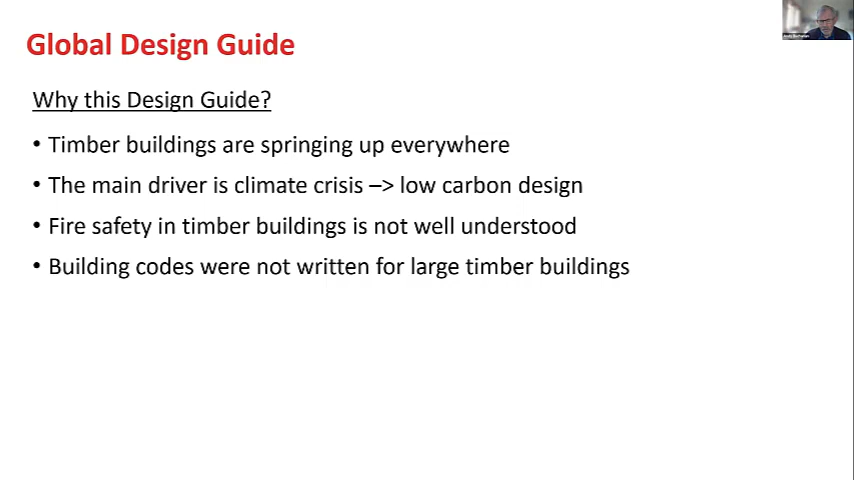 Global Design Guide
Why this Design Guide?
• Timber buildings are springing up everywhere
• The main driver is climate crisis –> low carbon design
• Fire safety in timber buildings is not well understood
• Building codes were not written for large timber buildings